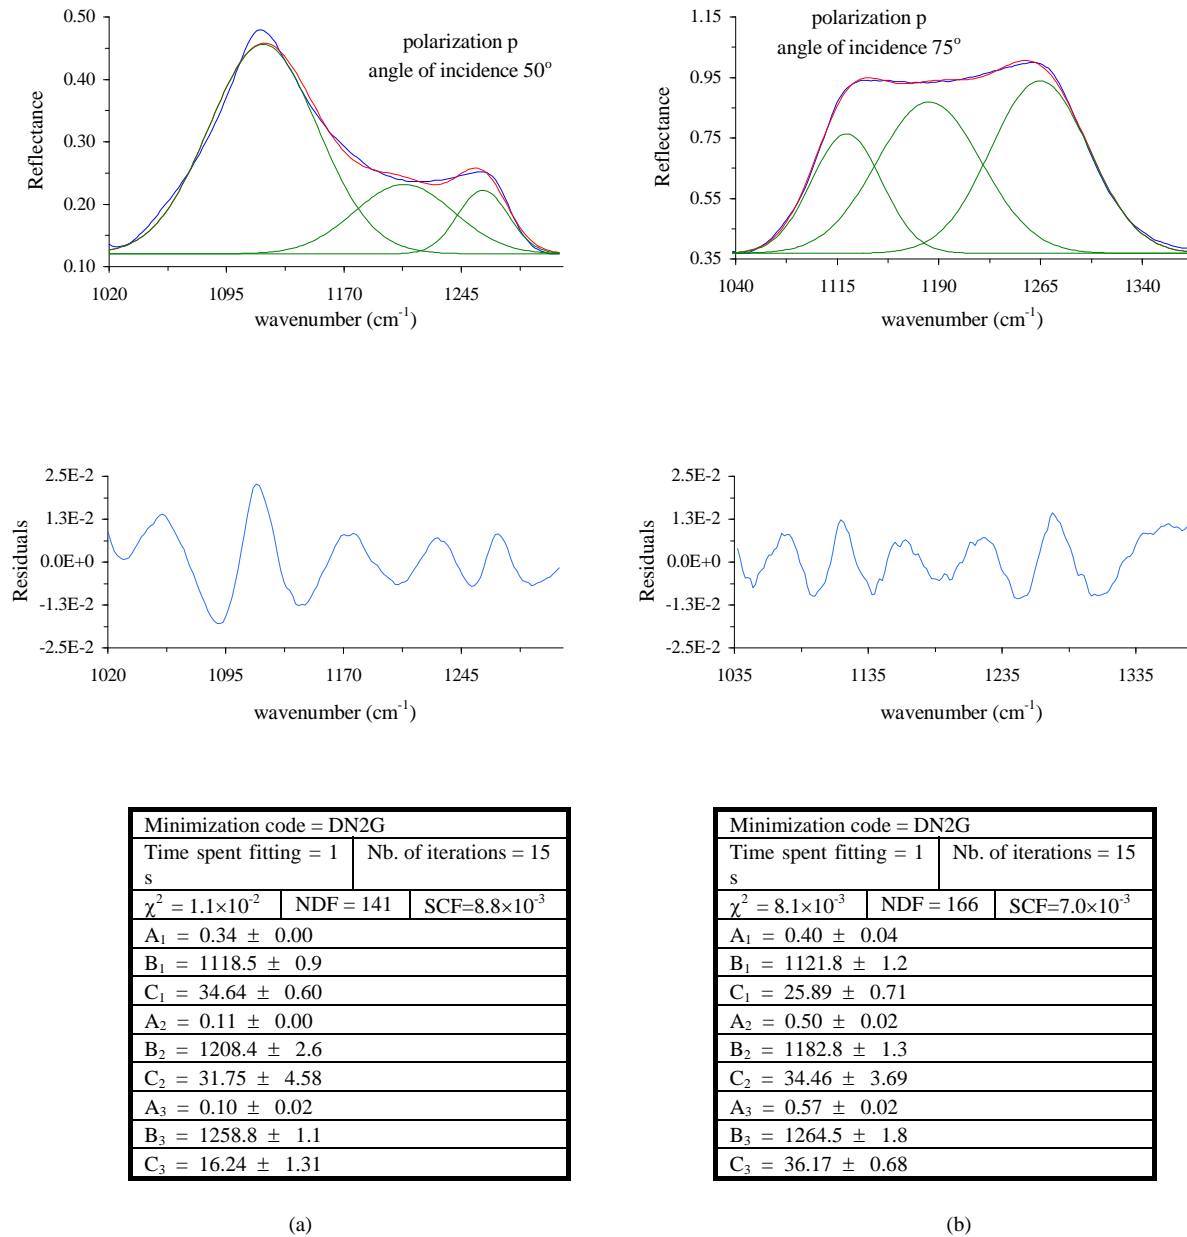 polarization p
angle of incidence 50°
Reflectance
0.50
0.40
0.30
0.20
0.10
1020 1095 1170 1245
wavenumber (cm-1)
polarization p
angle of incidence 75°
Reflectance
1.15
0.95
0.75
0.55
0.35
1040 1115 1190 1265 1340
wavenumber (cm-1)
Residuals
2.5E-2
1.3E-2
0.0E+0
-1.3E-2
-2.5E-2
1020 1095 1170 1245
wavenumber (cm-1)
Residuals
2.5E-2
1.3E-2
0.0E+0
-1.3E-2
-2.5E-2
1035 1135 1235 1335
wavenumber (cm-1)
Minimization code = DN2G
Time spent fitting = 1 s
Nb. of iterations = 15
χ2 = 1.1×10-2 NDF = 141 SCF=8.8×10-3
A1 = 0.34 ± 0.00
B1 = 1118.5 ± 0.9
C1 = 34.64 ± 0.60
A2 = 0.11 ± 0.00
B2 = 1208.4 ± 2.6
C2 = 31.75 ± 4.58
A3 = 0.10 ± 0.02
B3 = 1258.8 ± 1.1
C3 = 16.24 ± 1.31
(a)
Minimization code = DN2G
Time spent fitting = 1 s
Nb. of iterations = 15
χ2 = 8.1×10-3 NDF = 166 SCF=7.0×10-3
A1 = 0.40 ± 0.04
B1 = 1121.8 ± 1.2
C1 = 25.89 ± 0.71
A2 = 0.50 ± 0.02
B2 = 1182.8 ± 1.3
C2 = 34.46 ± 3.69
A3 = 0.57 ± 0.02
B3 = 1264.5 ± 1.8
C3 = 36.17 ± 0.68
(b)